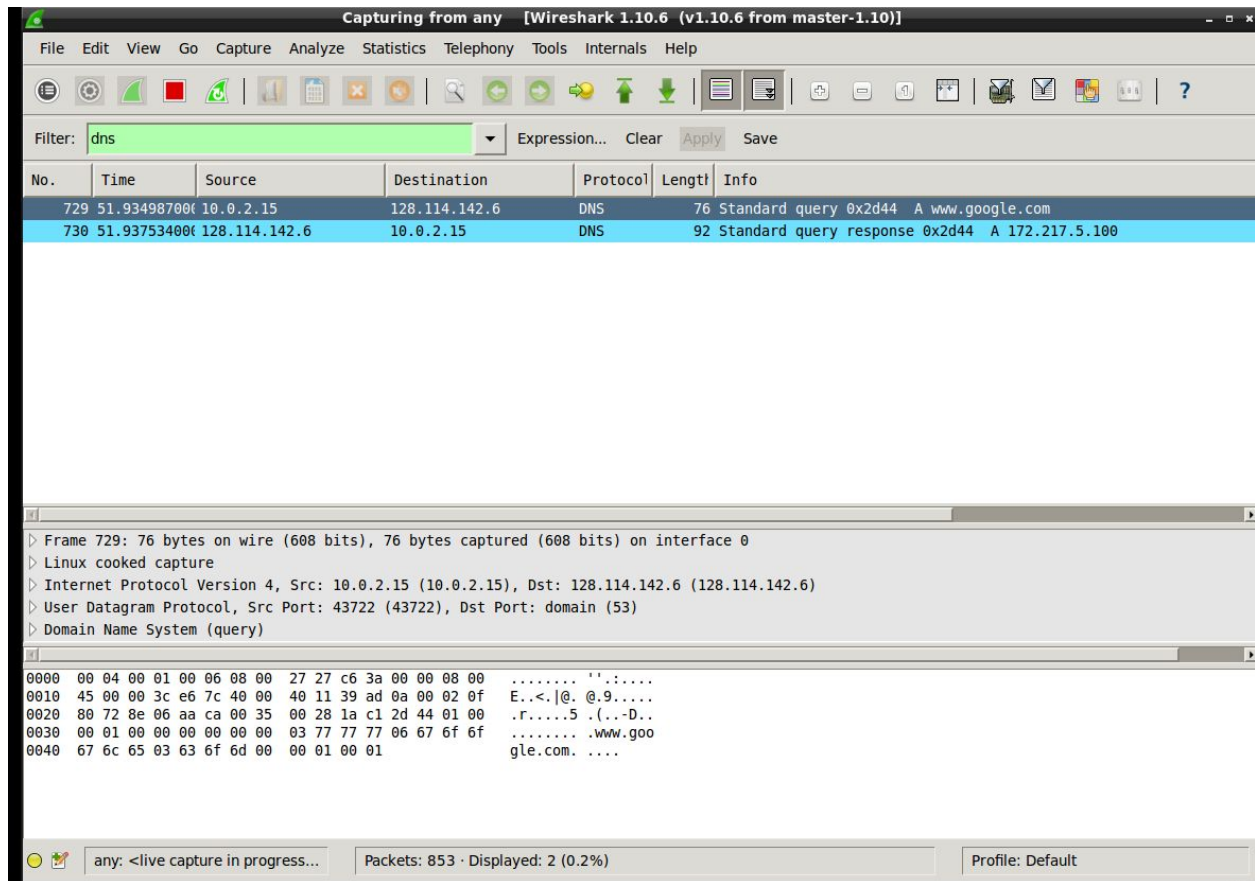 Capturing from any [Wireshark 1.10.6 (v1.10.6 from master-1.10)]
File Edit View Go Capture Analyze Statistics Telephony Tools Internals Help
Filter: dns Expression... Clear Apply Save
No. Time Source Destination Protocol Length Info
729 51.934987000 10.0.2.15 128.114.142.6 DNS 76 Standard query 0x2d44 A www.google.com
730 51.937534000 128.114.142.6 10.0.2.15 DNS 92 Standard query response 0x2d44 A 172.217.5.100
Frame 729: 76 bytes on wire (608 bits), 76 bytes captured (608 bits) on interface 0
Linux cooked capture
Internet Protocol Version 4, Src: 10.0.2.15 (10.0.2.15), Dst: 128.114.142.6 (128.114.142.6)
User Datagram Protocol, Src Port: 43722 (43722), Dst Port: domain (53)
Domain Name System (query)
0000 00 04 00 01 00 06 08 00 27 27 c6 3a 00 00 08 00 ........ ''.:....
0010 45 00 00 3c e6 7c 40 00 40 11 39 ad 0a 00 02 0f E..<.|@. @.9.....
0020 80 72 8e 06 aa ca 00 35 00 28 1a c1 2d 44 01 00 .r.....5 .(..-D..
0030 00 01 00 00 00 00 00 00 03 77 77 77 06 67 6f 6f ........ .www.goo
0040 67 6c 65 03 63 6f 6d 00 00 01 00 01 gle.com. ....
any: <live capture in progress... Packets: 853 · Displayed: 2 (0.2%) Profile: Default